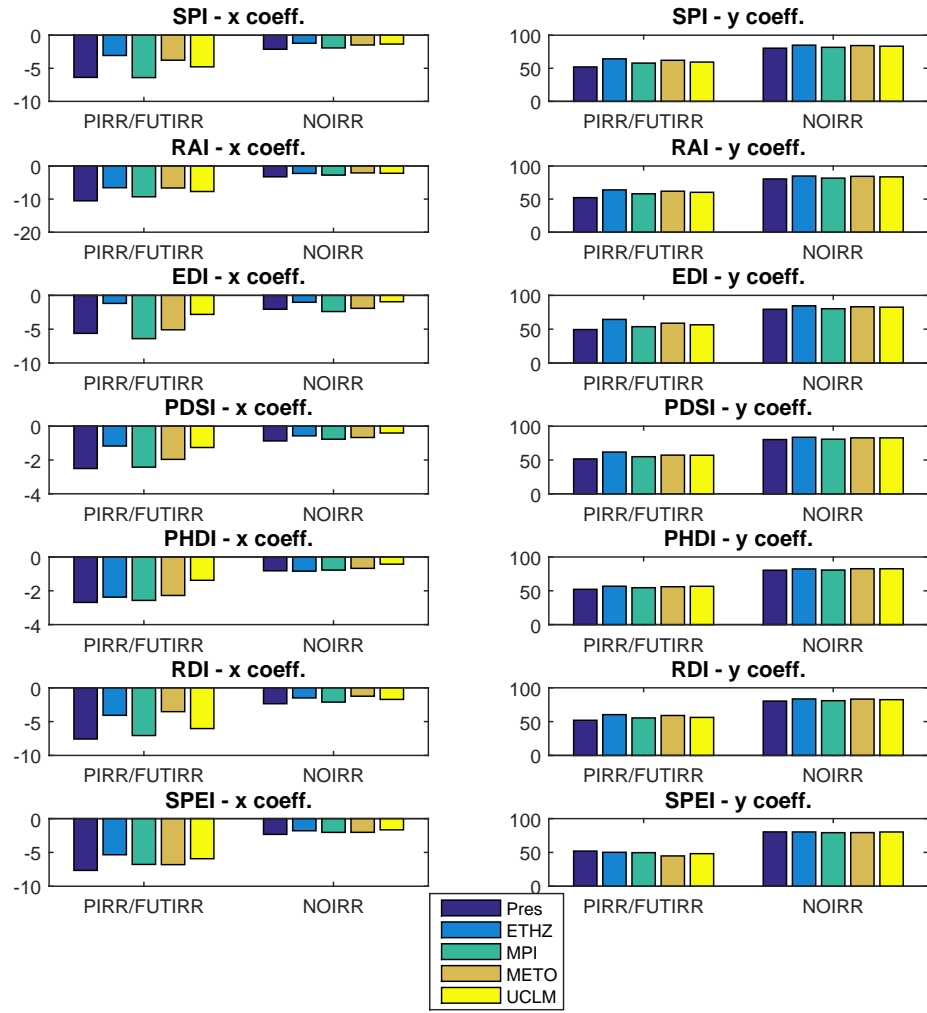 SPI - x coeff.
0
-5
-10
PIRR/FUTIRR NOIRR
SPI - y coeff.
100
50
0
PIRR/FUTIRR NOIRR
RAI - x coeff.
0
-10
-20
PIRR/FUTIRR NOIRR
RAI - y coeff.
100
50
0
PIRR/FUTIRR NOIRR
EDI - x coeff.
0
-5
-10
PIRR/FUTIRR NOIRR
EDI - y coeff.
100
50
0
PIRR/FUTIRR NOIRR
PDSI - x coeff.
0
-2
-4
PIRR/FUTIRR NOIRR
PDSI - y coeff.
100
50
0
PIRR/FUTIRR NOIRR
PHDI - x coeff.
0
-2
-4
PIRR/FUTIRR NOIRR
PHDI - y coeff.
100
50
0
PIRR/FUTIRR NOIRR
RDI - x coeff.
0
-5
-10
PIRR/FUTIRR NOIRR
RDI - y coeff.
100
50
0
PIRR/FUTIRR NOIRR
SPEI - x coeff.
0
-5
-10
PIRR/FUTIRR NOIRR
SPEI - y coeff.
100
50
0
PIRR/FUTIRR NOIRR
Pres
ETHZ
MPI
METO
UCLM